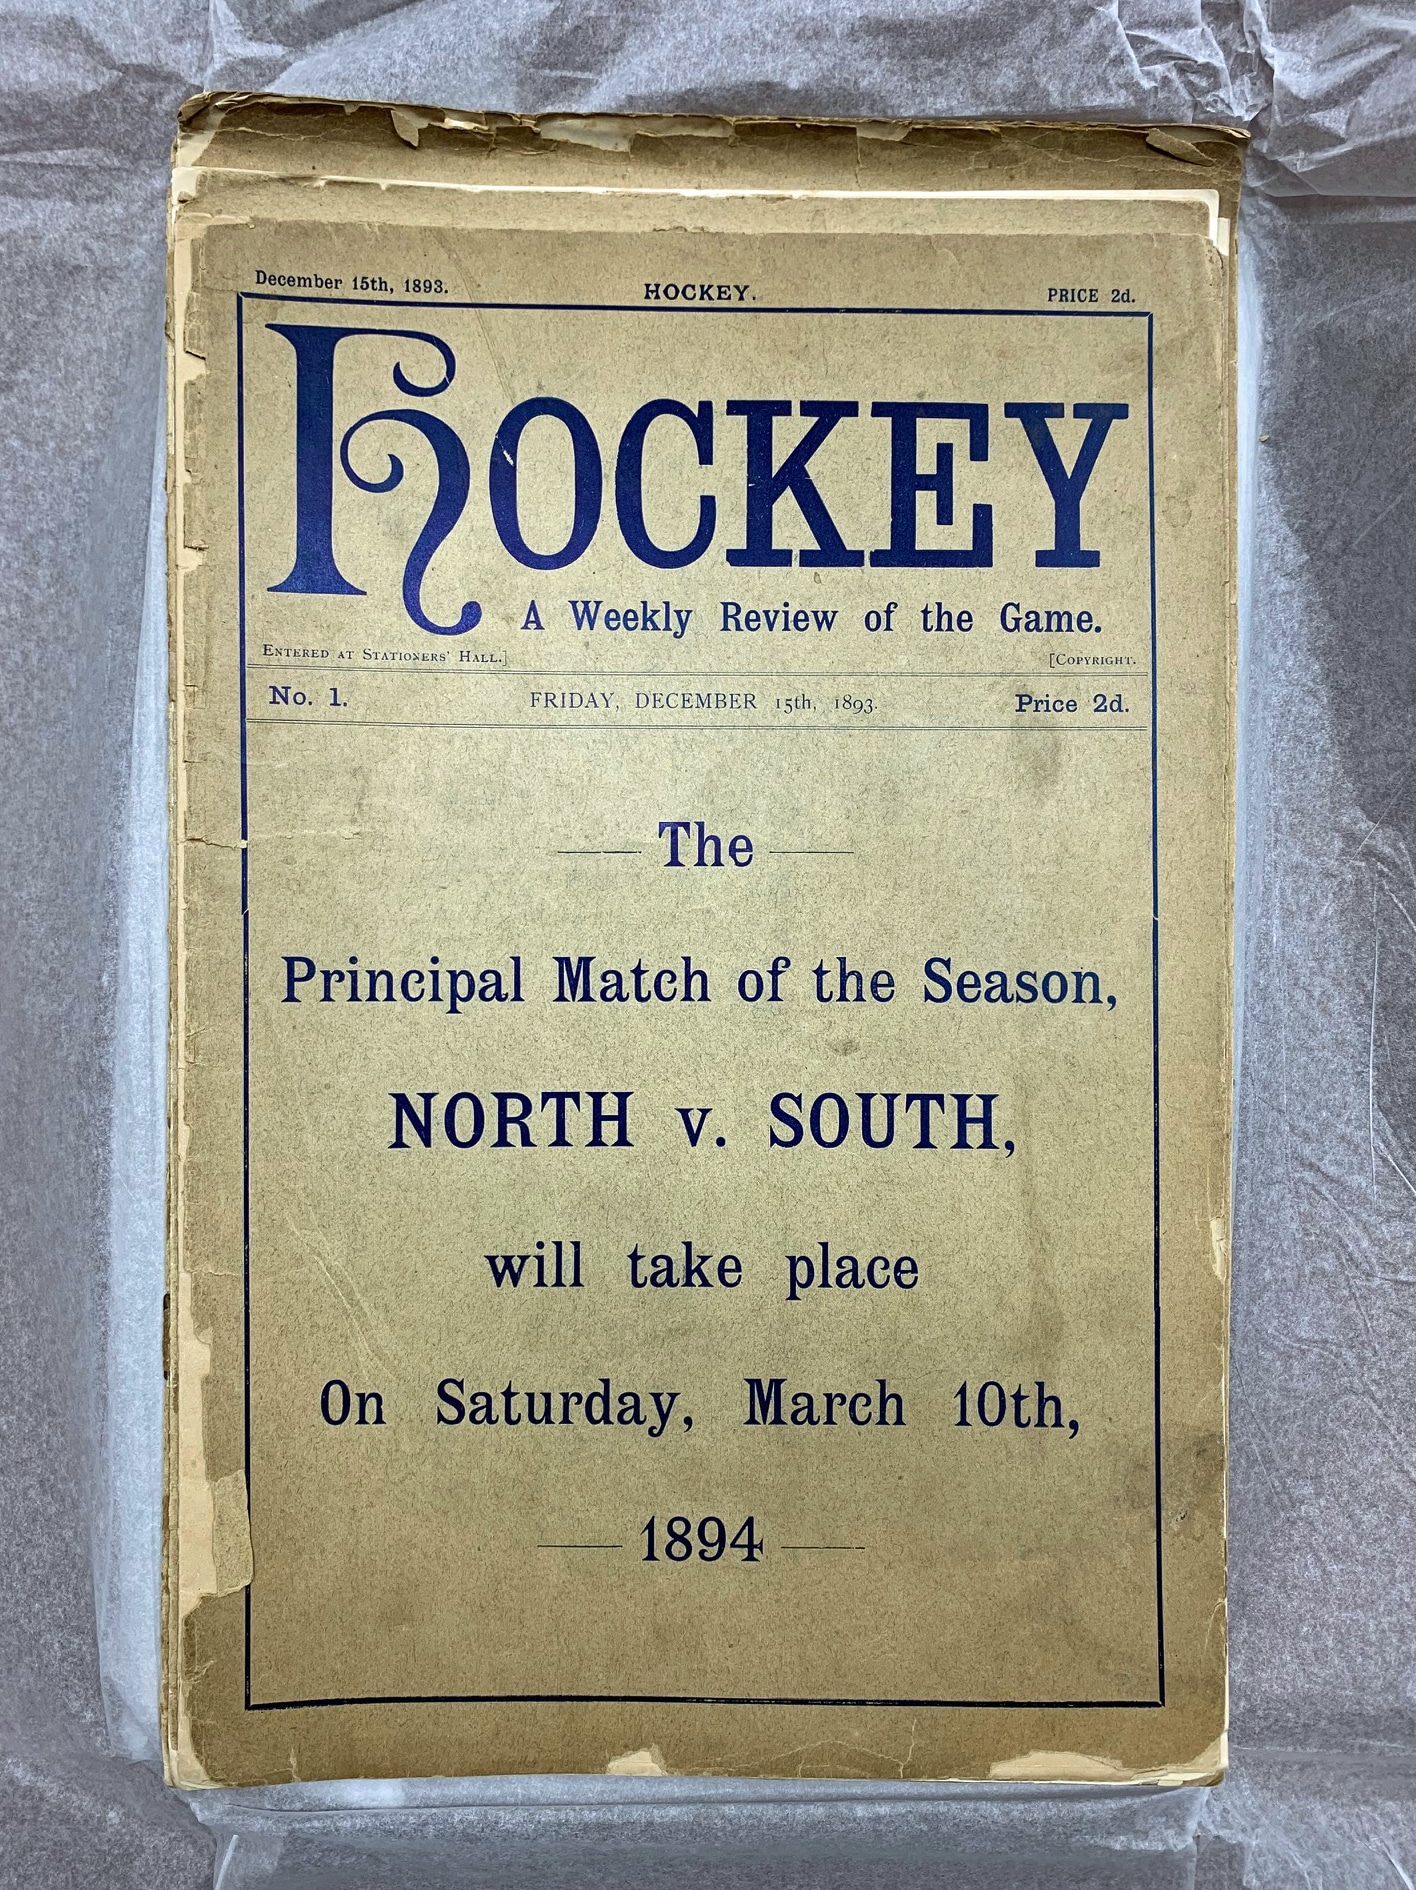 December 15th, 1893. HOCKEY. PRICE 2d.
HOCKEY
A Weekly Review of the Game.
ENTERED AT STATIONERS' HALL.] [COPYRIGHT.
No. 1. FRIDAY, DECEMBER 15th, 1893. Price 2d.
The
Principal Match of the Season,
NORTH v. SOUTH,
will take place
On Saturday, March 10th,
1894